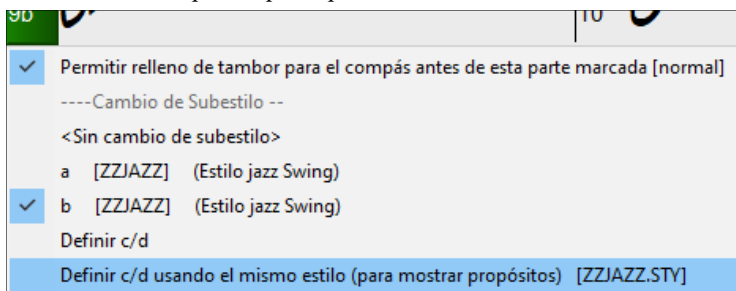 9b
10
Permitir relleno de tambor para el compás antes de esta parte marcada [normal]
----Cambio de Subestilo --
<Sin cambio de subestilo>
a [ZZJAZZ] (Estilo jazz Swing)
b [ZZJAZZ] (Estilo jazz Swing)
Definir c/d
Definir c/d usando el mismo estilo (para mostrar propósitos) [ZZJAZZ.STY]